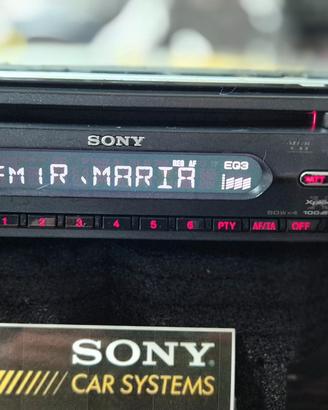 SONY
REG AF
EQ3
FM1R MARIA
ATT
1 2 3 4 5 6 PTY AF/TA OFF
Xplod
SONY
CAR SYSTEMS